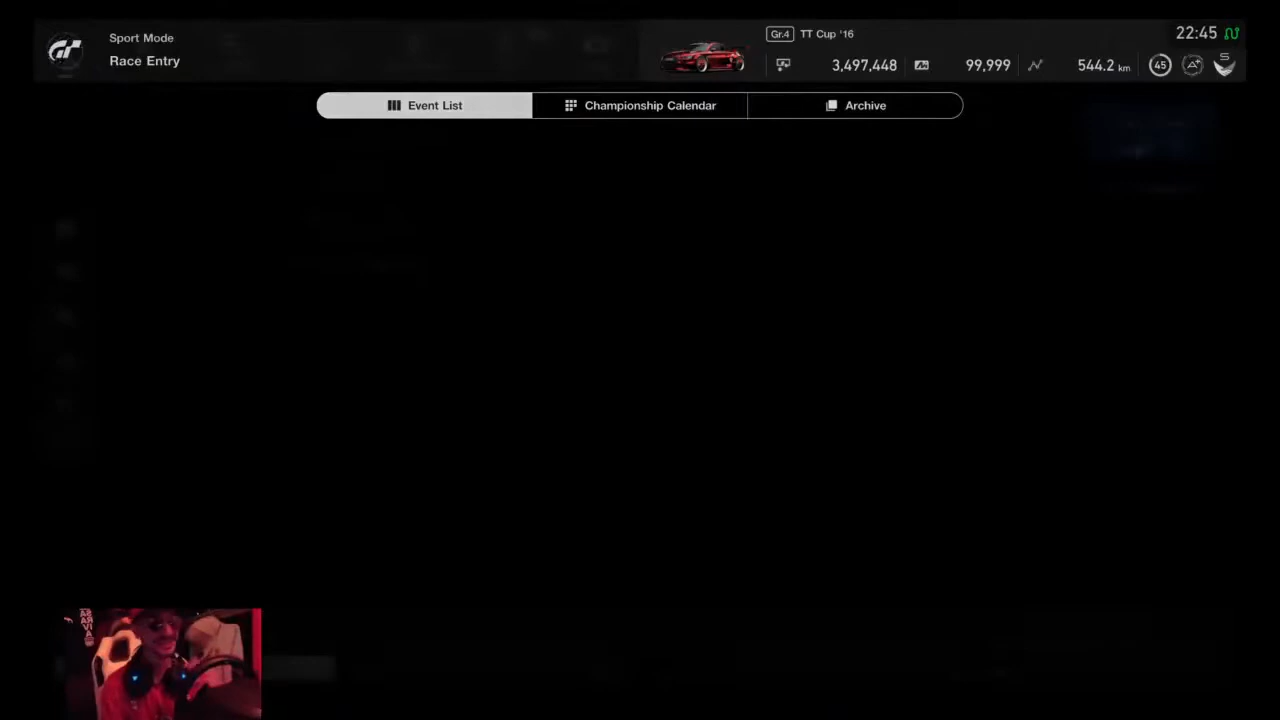 Sport Mode
Race Entry
Gr.4 TT Cup '16
22:45
3,497,448
99,999
544.2 km
45
A+
S
Event List
Championship Calendar
Archive